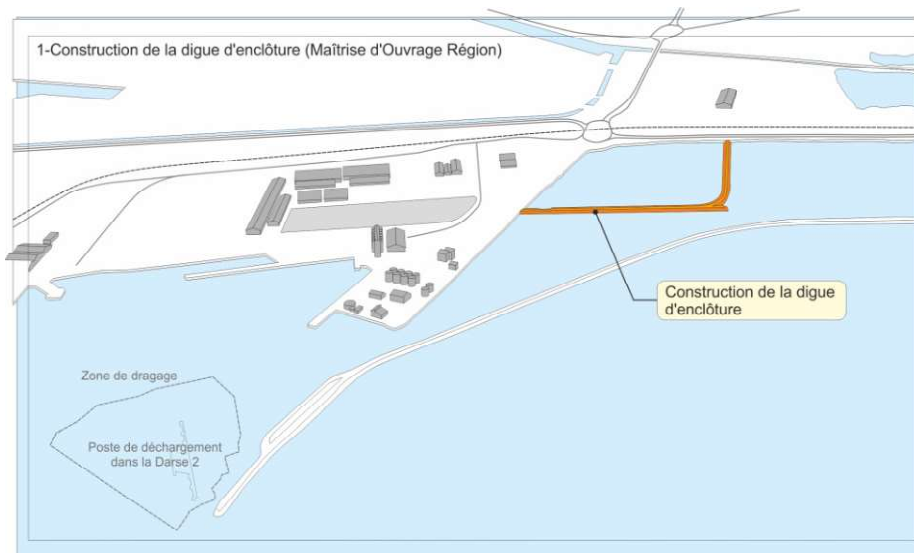 1-Construction de la digue d'enclôture (Maîtrise d'Ouvrage Région)
Construction de la digue
d'enclôture
Zone de dragage
Poste de déchargement
dans la Darse 2